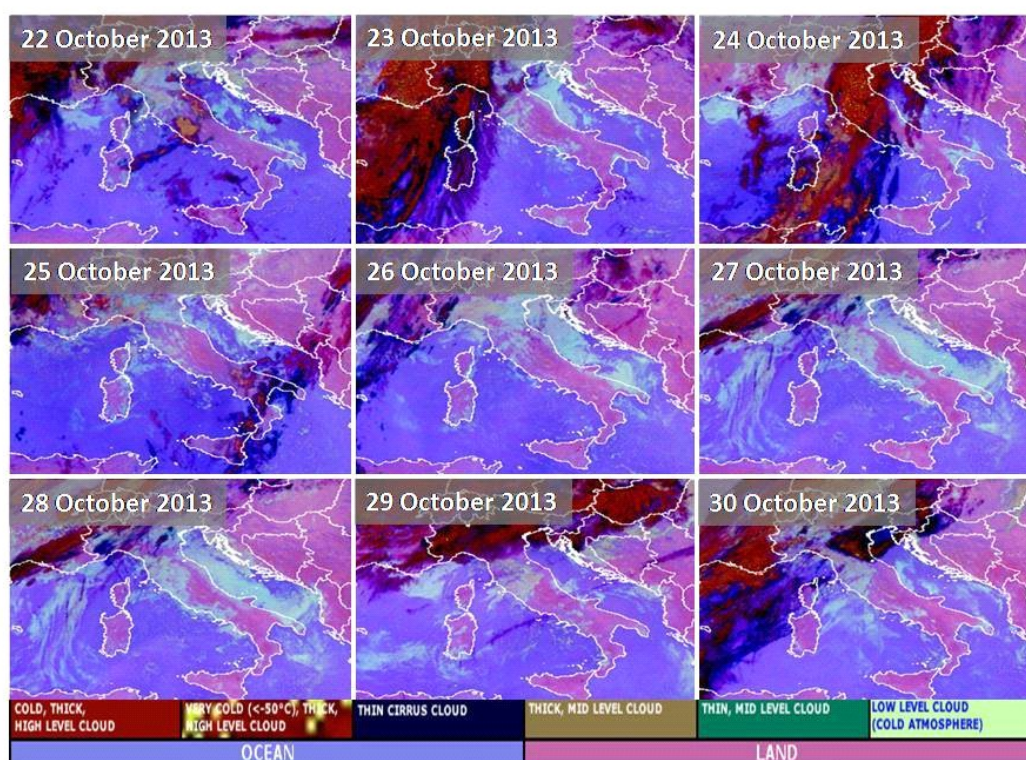 22 October 2013
23 October 2013
24 October 2013
25 October 2013
26 October 2013
27 October 2013
28 October 2013
29 October 2013
30 October 2013
COLD, THICK,
HIGH LEVEL CLOUD
VERY COLD (<-50°C), THICK,
HIGH LEVEL CLOUD
THIN CIRRUS CLOUD
THICK, MID LEVEL CLOUD
THIN, MID LEVEL CLOUD
LOW LEVEL CLOUD
(COLD ATMOSPHERE)
OCEAN
LAND